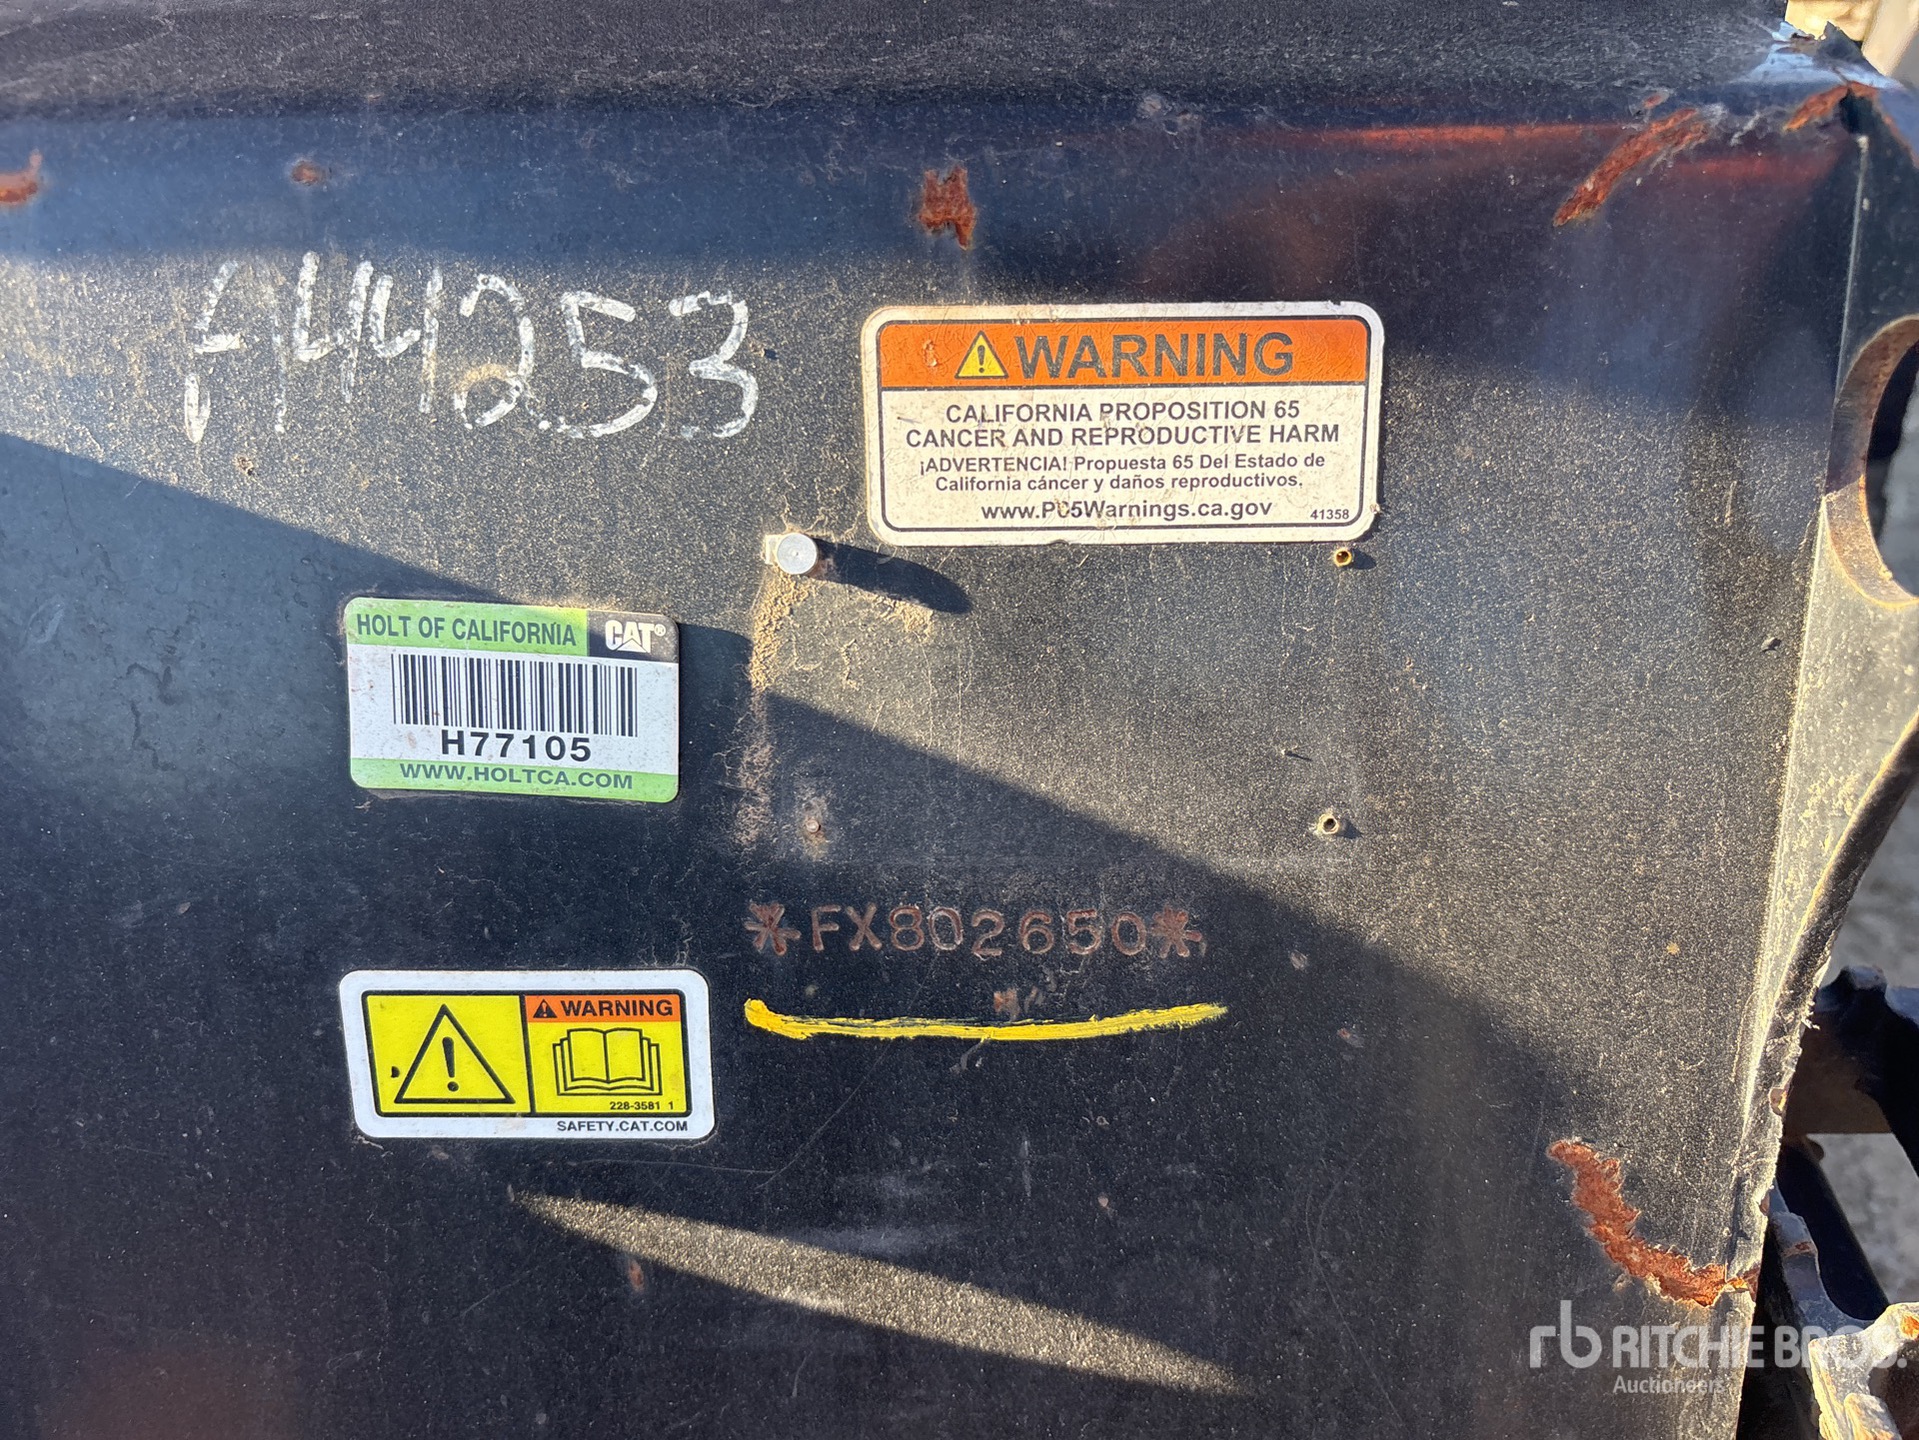 A44253
WARNING
CALIFORNIA PROPOSITION 65
CANCER AND REPRODUCTIVE HARM
¡ADVERTENCIA! Propuesta 65 Del Estado de
California cáncer y daños reproductivos.
www.P65Warnings.ca.gov 41358
HOLT OF CALIFORNIA CAT®
H77105
WWW.HOLTCA.COM
*FX802650*
WARNING
228-3581 1
SAFETY.CAT.COM
rb RITCHIE BROS.
Auctioneers